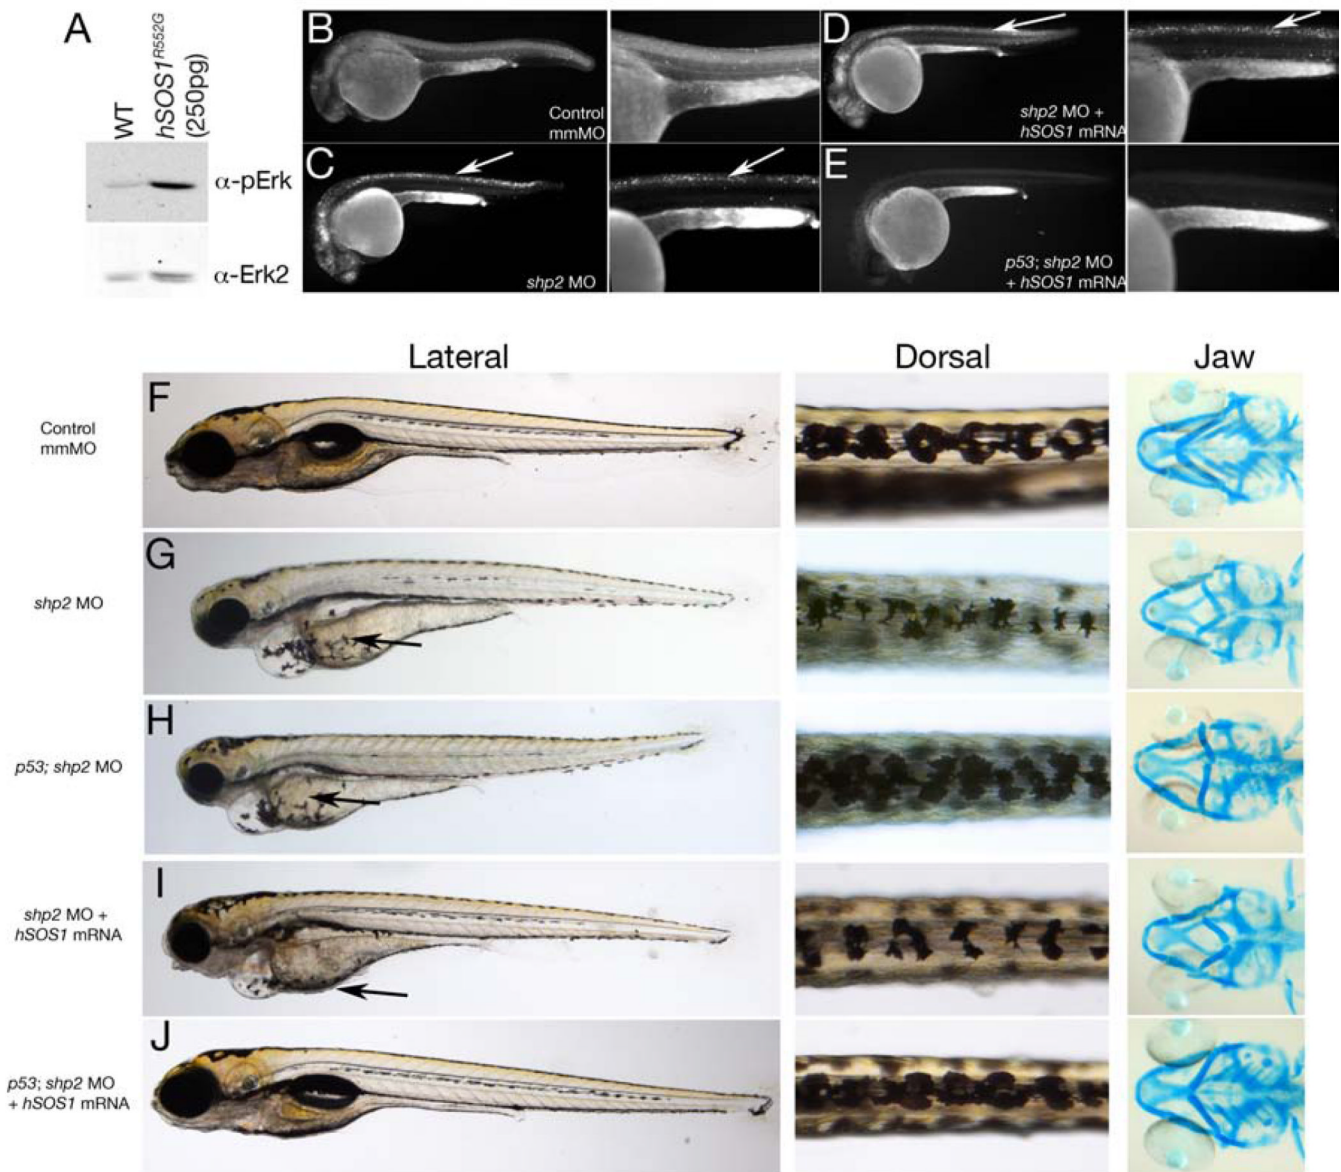 A
WT
hSOS1R552G
(250pg)
α-pErk
α-Erk2
B
Control
mmMO
C
shp2 MO
D
shp2 MO +
hSOS1 mRNA
E
p53; shp2 MO
+ hSOS1 mRNA
Lateral
Dorsal
Jaw
F
Control
mmMO
G
shp2 MO
H
p53; shp2 MO
I
shp2 MO +
hSOS1 mRNA
J
p53; shp2 MO
+ hSOS1 mRNA